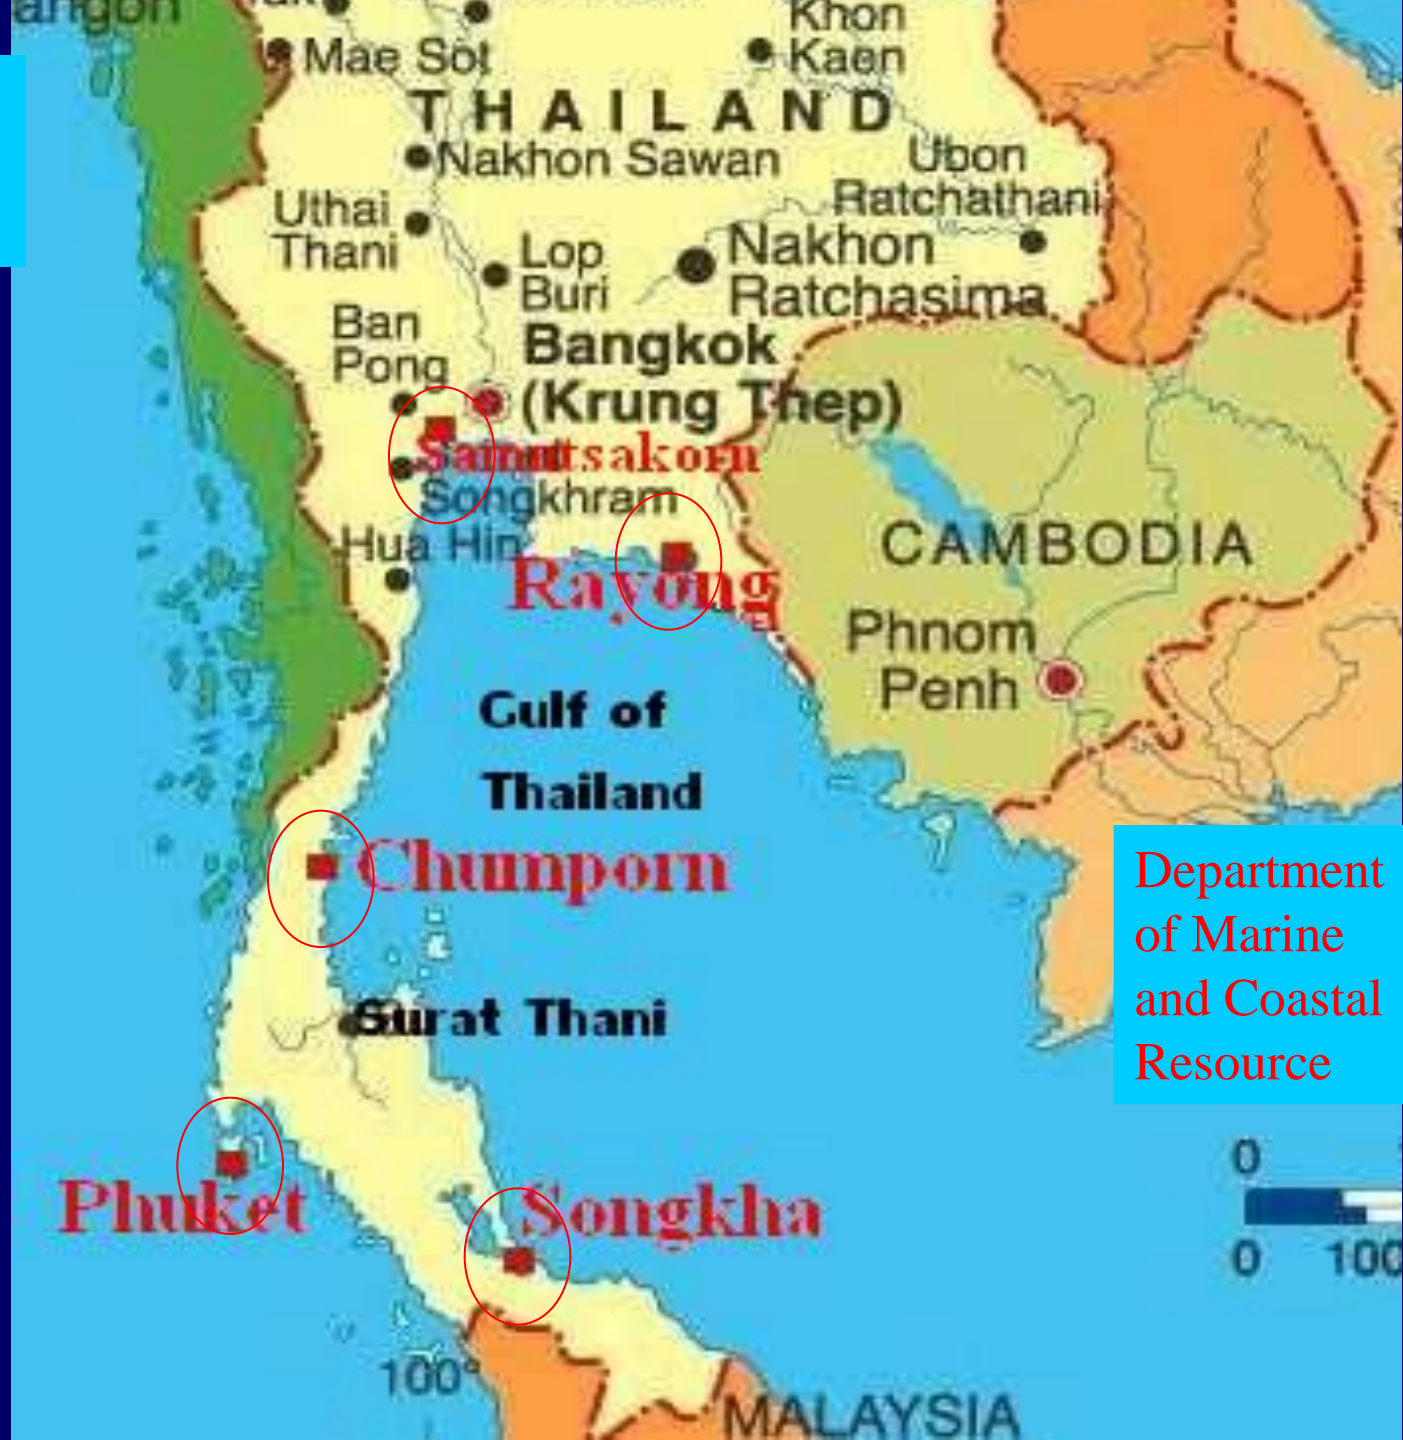 Khon
Kaen
Mae Sot
THAILAND
Nakhon Sawan
Ubon
Ratchathani
Uthai
Thani
Lop
Buri
Nakhon
Ratchasima
Ban
Pong
Bangkok
(Krung Thep)
Samutsakorn
Songkhram
Hua Hin
Rayong
CAMBODIA
Phnom
Penh
Gulf of
Thailand
Chumporn
Department
of Marine
and Coastal
Resource
Surat Thani
Phuket
Songkha
0
0 100
100°
MALAYSIA